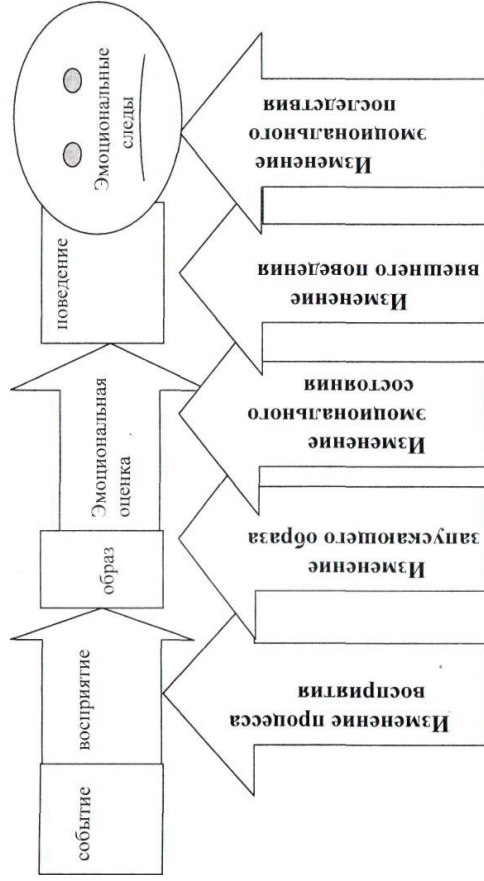 событие
восприятие
образ
Эмоциональная
оценка
поведение
Эмоциональные
следы
Изменение процесса
восприятия
Изменение
запускающего образа
Изменение
эмоционального
состояния
Изменение
внешнего поведения
Изменение
эмоционального
последствия